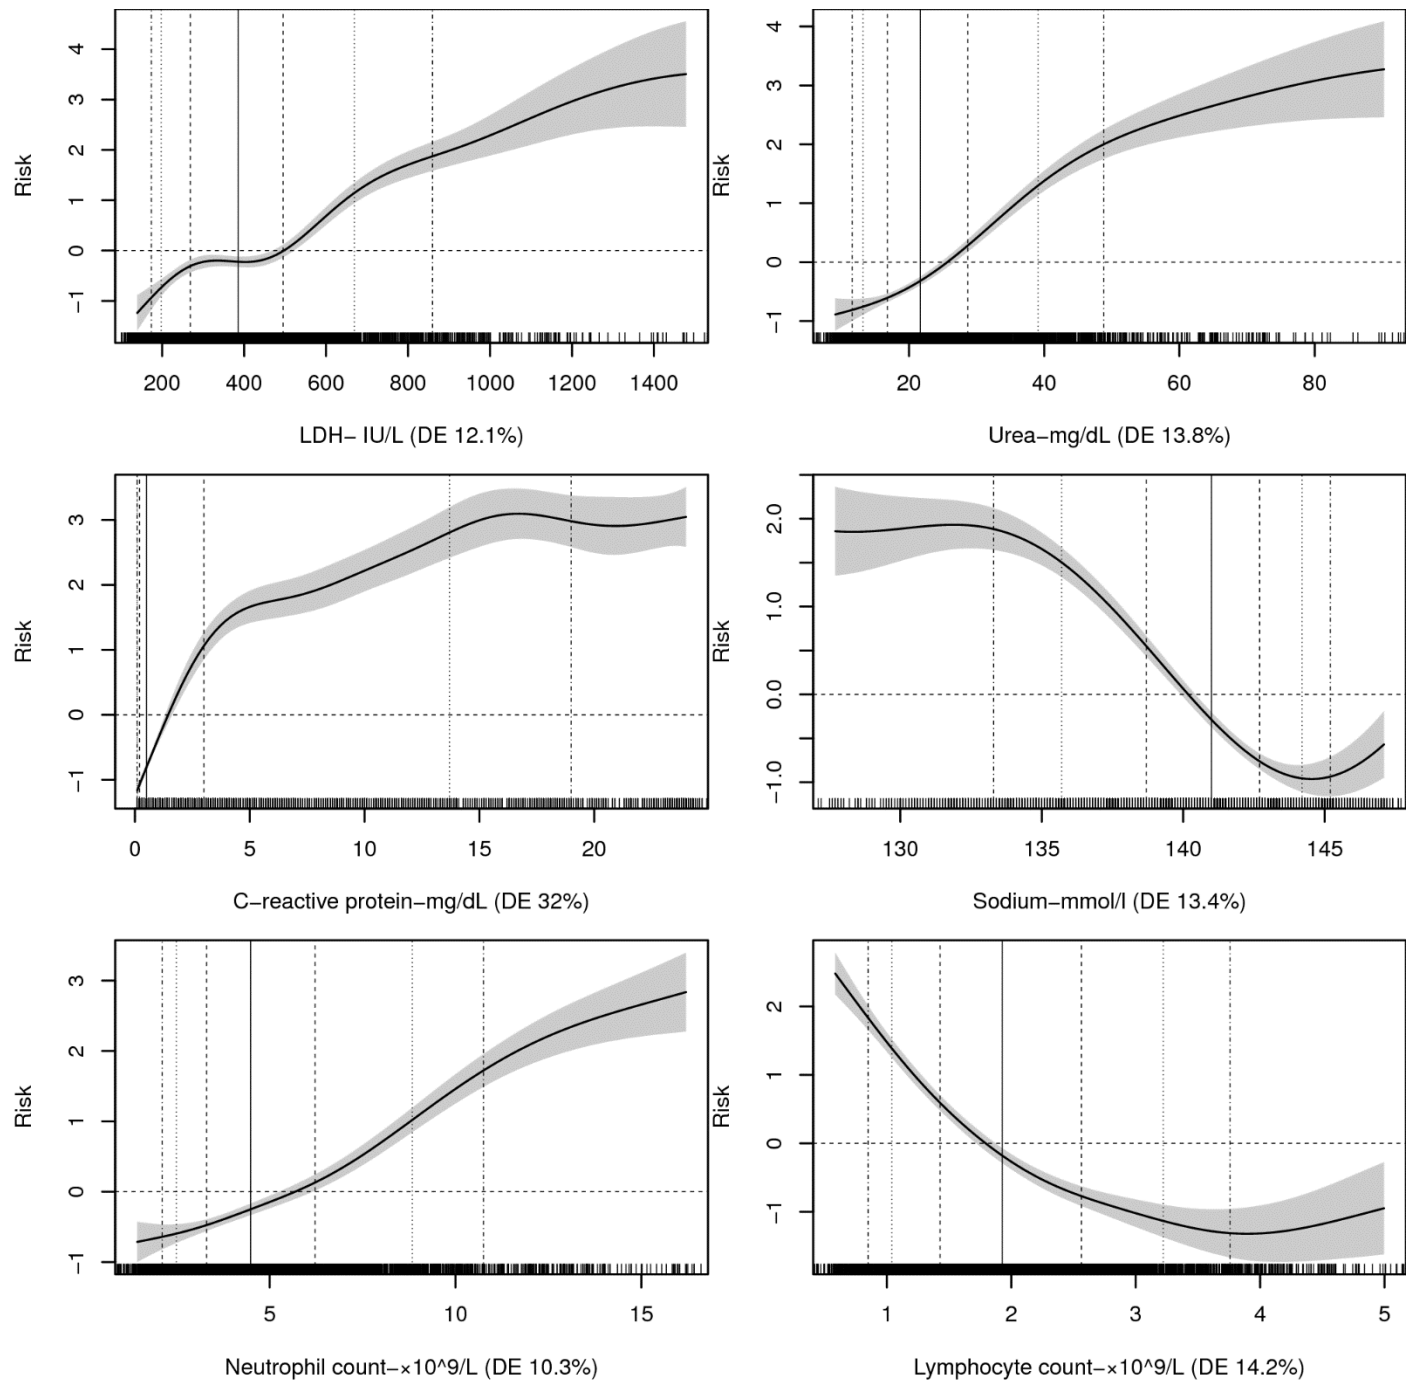 Risk
4
3
2
1
0
−1
200 400 600 800 1000 1200 1400
LDH− IU/L (DE 12.1%)
Risk
4
3
2
1
0
−1
20 40 60 80
Urea−mg/dL (DE 13.8%)
Risk
3
2
1
0
−1
0 5 10 15 20
C−reactive protein−mg/dL (DE 32%)
Risk
2.0
1.0
0.0
−1.0
130 135 140 145
Sodium−mmol/l (DE 13.4%)
Risk
3
2
1
0
−1
5 10 15
Neutrophil count−×10^9/L (DE 10.3%)
Risk
2
1
0
−1
1 2 3 4 5
Lymphocyte count−×10^9/L (DE 14.2%)